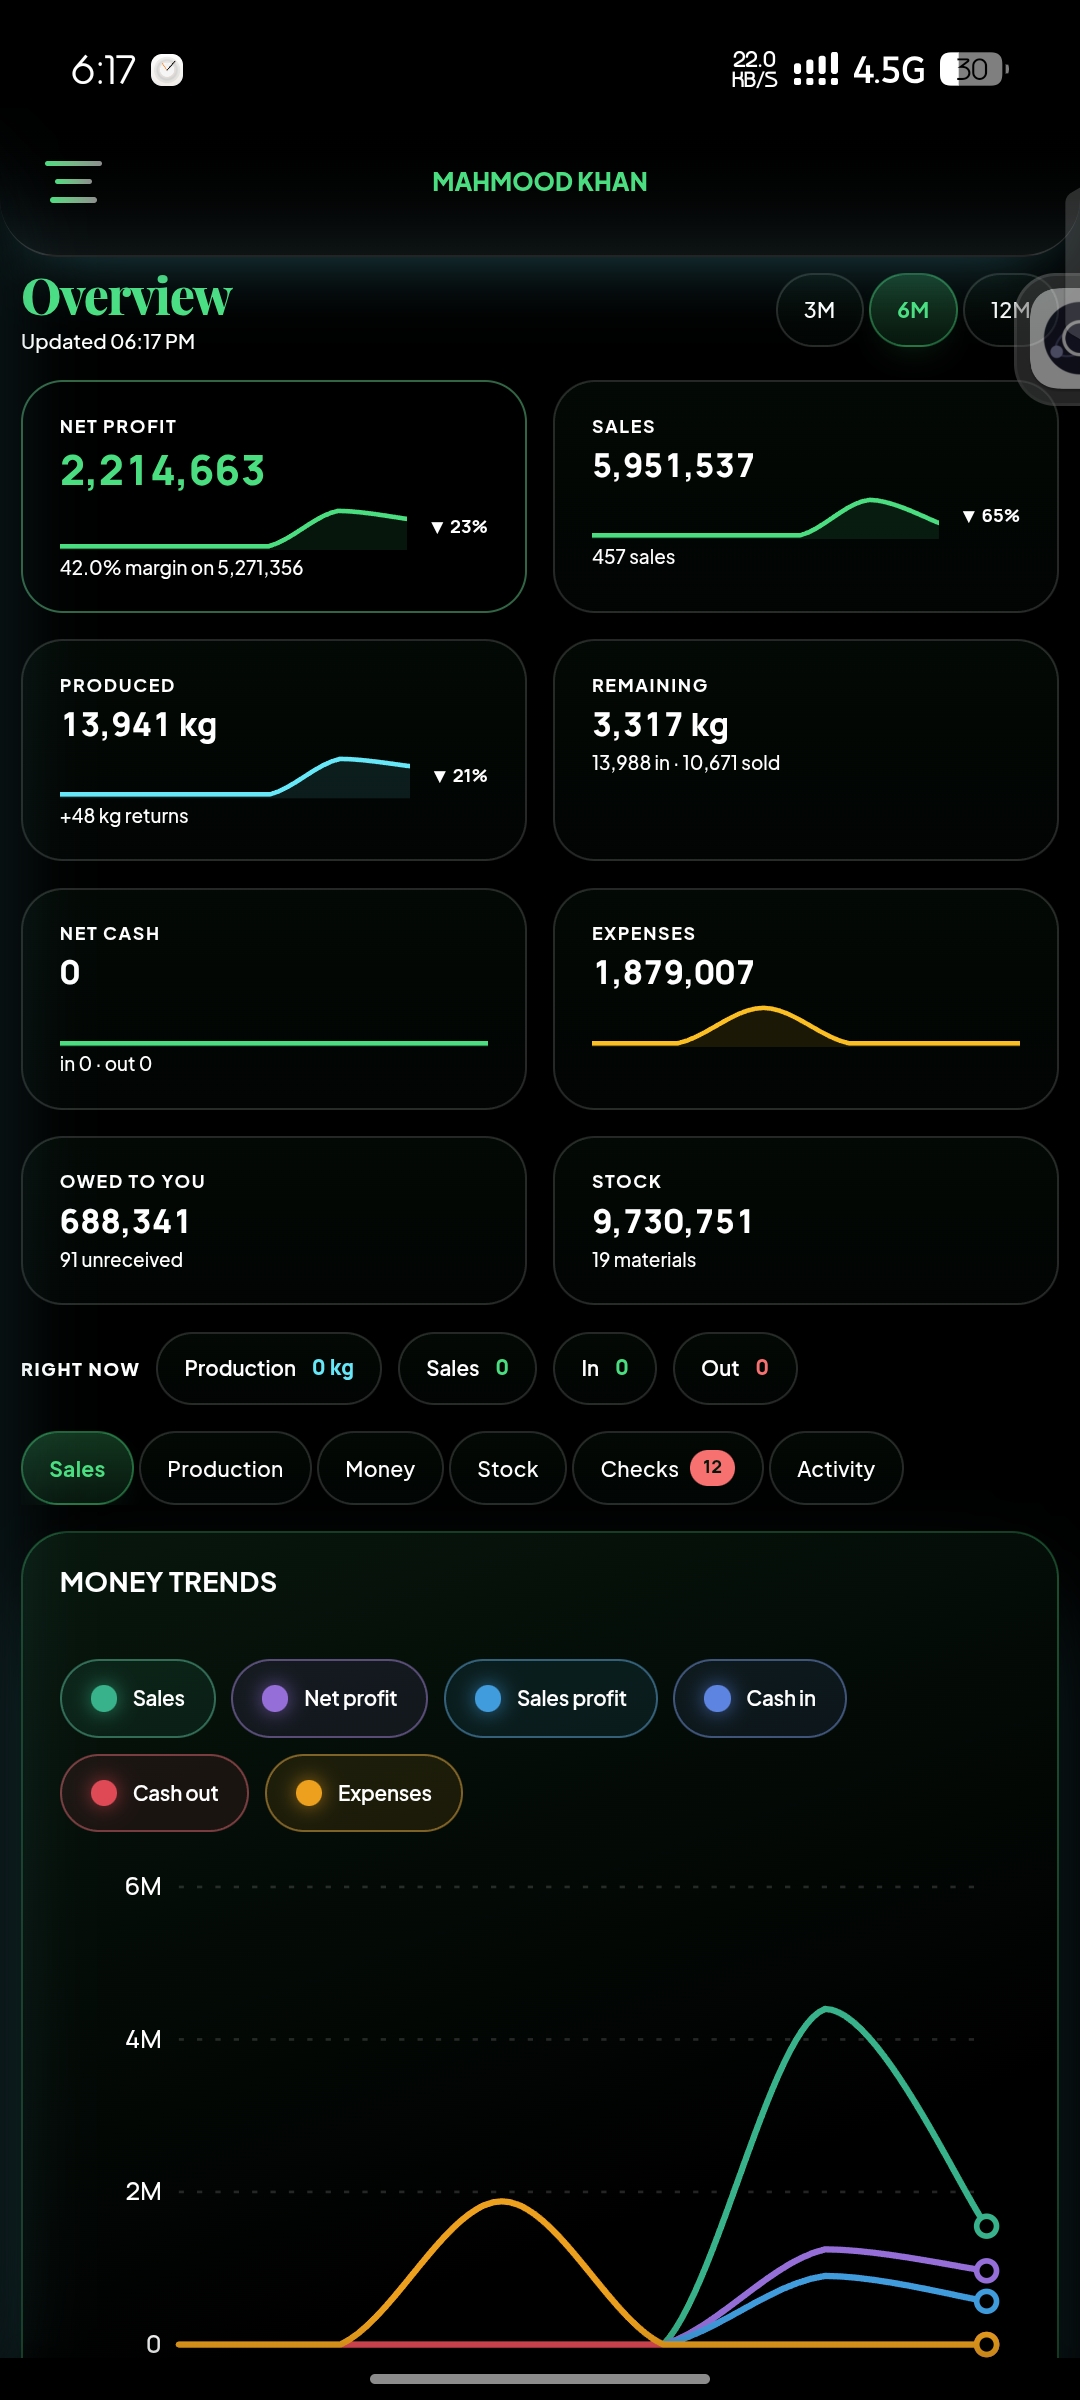 6:17
22.0 KB/S
4.5G
30
MAHMOOD KHAN
Overview
Updated 06:17 PM
3M
6M
12M
NET PROFIT
2,214,663
▼ 23%
42.0% margin on 5,271,356
SALES
5,951,537
▼ 65%
457 sales
PRODUCED
13,941 kg
▼ 21%
+48 kg returns
REMAINING
3,317 kg
13,988 in · 10,671 sold
NET CASH
0
in 0 · out 0
EXPENSES
1,879,007
OWED TO YOU
688,341
91 unreceived
STOCK
9,730,751
19 materials
RIGHT NOW
Production 0 kg
Sales 0
In 0
Out 0
Sales
Production
Money
Stock
Checks 12
Activity
MONEY TRENDS
Sales
Net profit
Sales profit
Cash in
Cash out
Expenses
6M
4M
2M
0